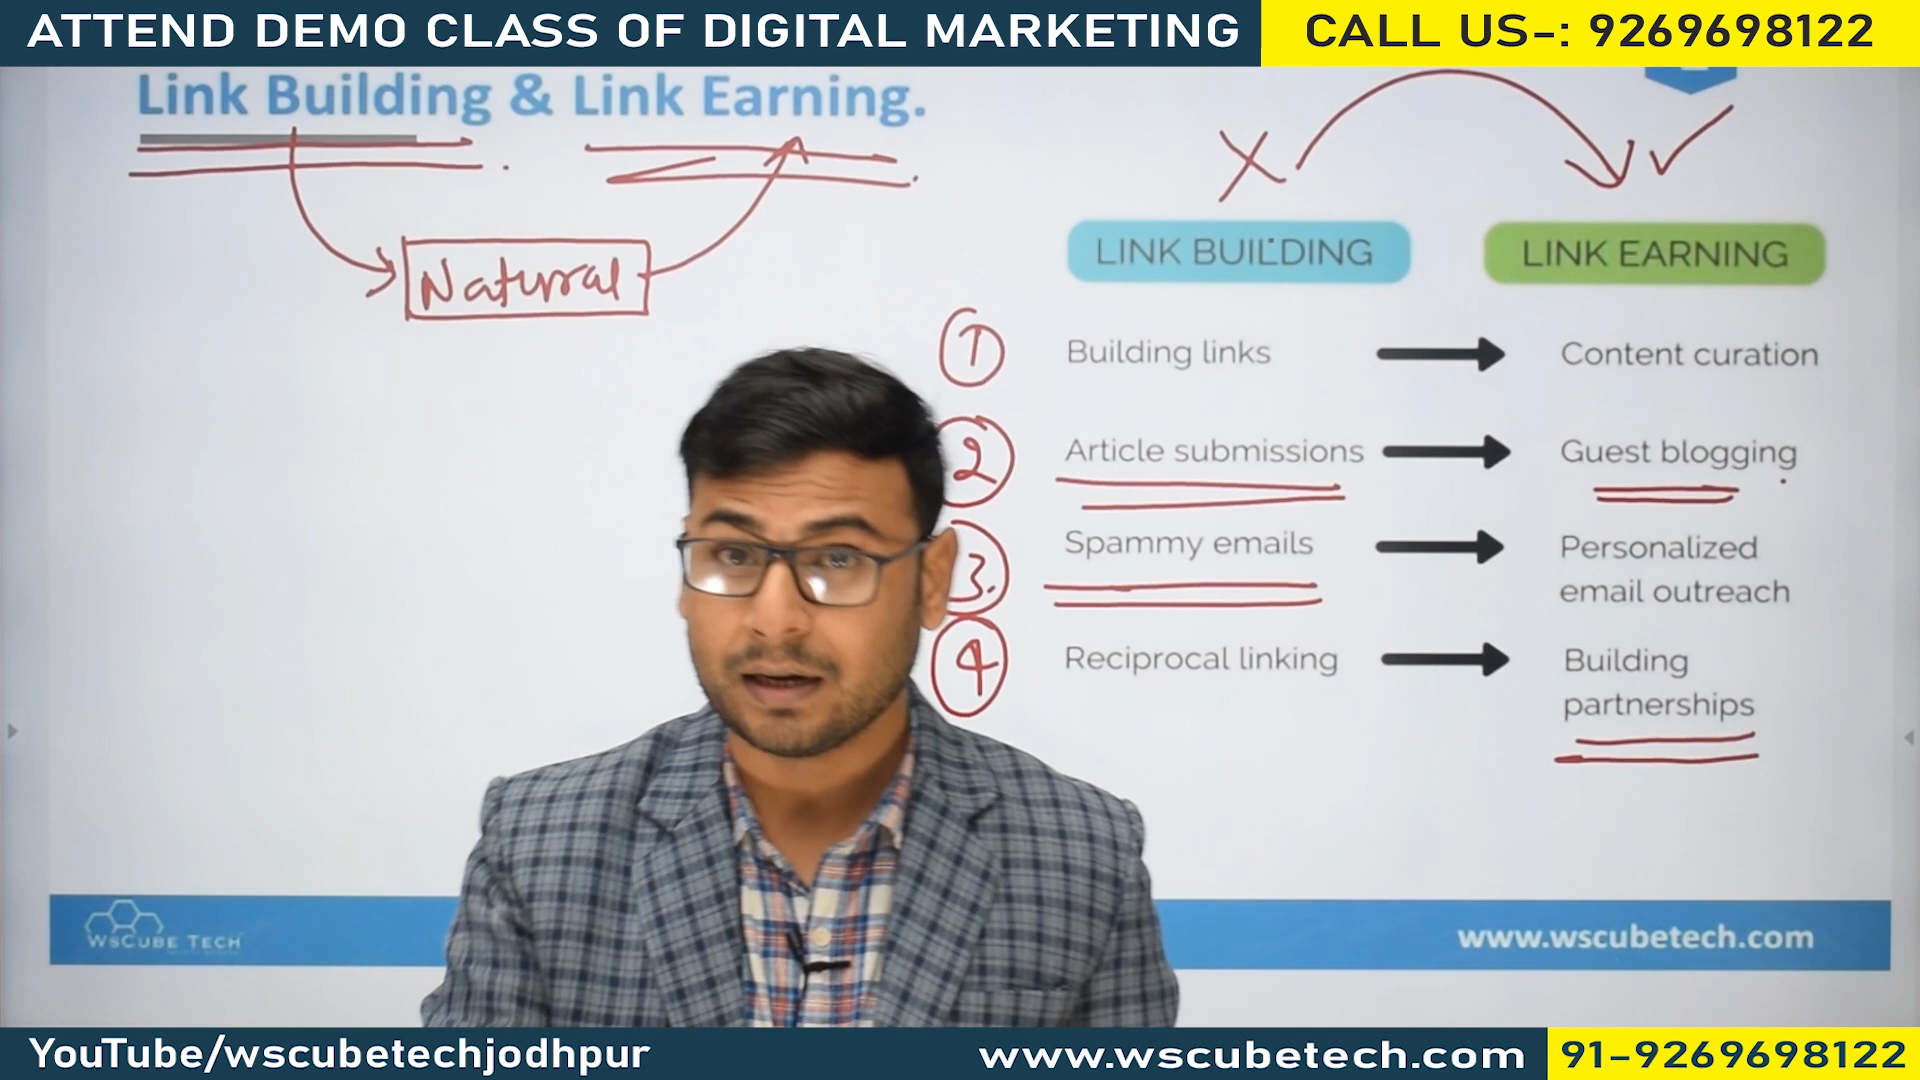 ATTEND DEMO CLASS OF DIGITAL MARKETING
CALL US-: 9269698122
Link Building & Link Earning.
Natural
LINK BUILDING
LINK EARNING
1
Building links
Content curation
2
Article submissions
Guest blogging
3.
Spammy emails
Personalized
email outreach
4
Reciprocal linking
Building
partnerships
WsCube Tech
www.wscubetech.com
YouTube/wscubetechjodhpur
www.wscubetech.com
91-9269698122